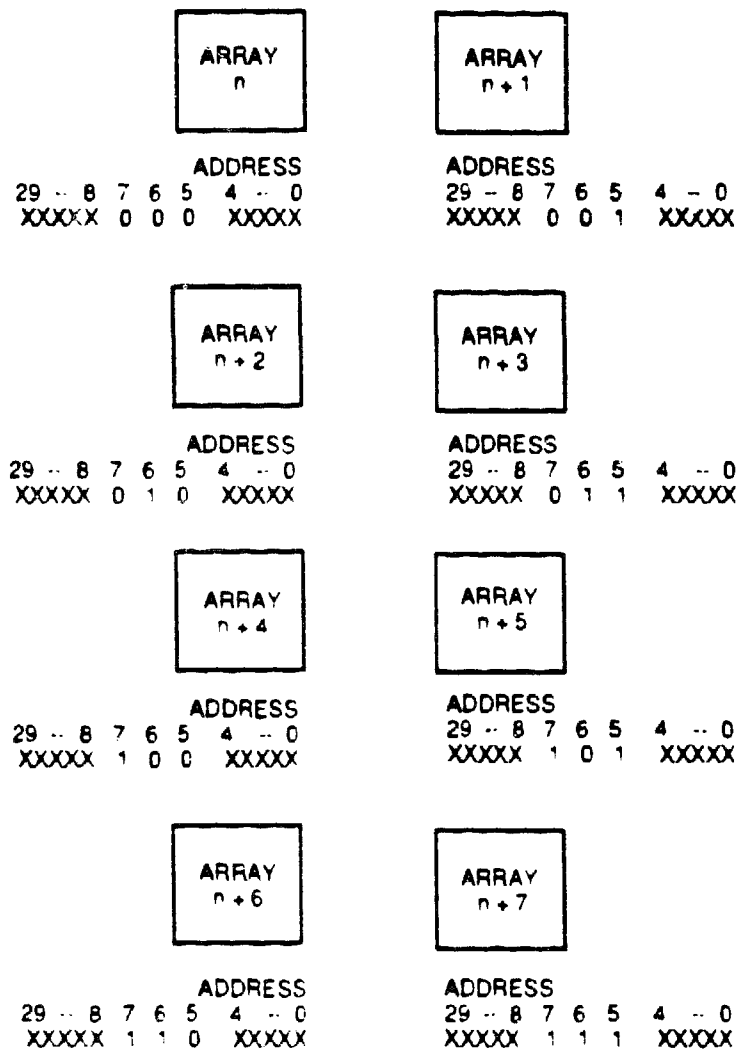 ARRAY
n
ARRAY
n + 1
ADDRESS
29 -- 8 7 6 5 4 -- 0
XXXXX 0 0 0 XXXXX
ADDRESS
29 -- 8 7 6 5 4 -- 0
XXXXX 0 0 1 XXXXX
ARRAY
n + 2
ARRAY
n + 3
ADDRESS
29 -- 8 7 6 5 4 -- 0
XXXXX 0 1 0 XXXXX
ADDRESS
29 -- 8 7 6 5 4 -- 0
XXXXX 0 1 1 XXXXX
ARRAY
n + 4
ARRAY
n + 5
ADDRESS
29 -- 8 7 6 5 4 -- 0
XXXXX 1 0 0 XXXXX
ADDRESS
29 -- 8 7 6 5 4 -- 0
XXXXX 1 0 1 XXXXX
ARRAY
n + 6
ARRAY
n + 7
ADDRESS
29 -- 8 7 6 5 4 -- 0
XXXXX 1 1 0 XXXXX
ADDRESS
29 -- 8 7 6 5 4 -- 0
XXXXX 1 1 1 XXXXX